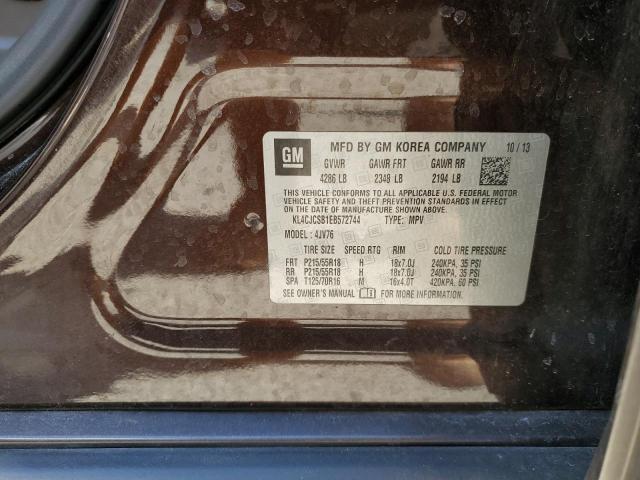 GM
MFD BY GM KOREA COMPANY 10/13
GVWR GAWR FRT GAWR RR
4286 LB 2348 LB 2194 LB
THIS VEHICLE CONFORMS TO ALL APPLICABLE U.S. FEDERAL MOTOR
VEHICLE SAFETY AND THEFT PREVENTION STANDARDS IN EFFECT ON
THE DATE OF MANUFACTURE SHOWN ABOVE.
KL4CJCSB1EB572744 TYPE: MPV
MODEL: 4JV76
TIRE SIZE SPEED RTG RIM COLD TIRE PRESSURE
FRT P215/55R18 H 18x7.0J 240KPA, 35 PSI
RR P215/55R18 H 18x7.0J 240KPA, 35 PSI
SPA T125/70R16 M 16x4.0T 420KPA, 60 PSI
SEE OWNER'S MANUAL FOR MORE INFORMATION.